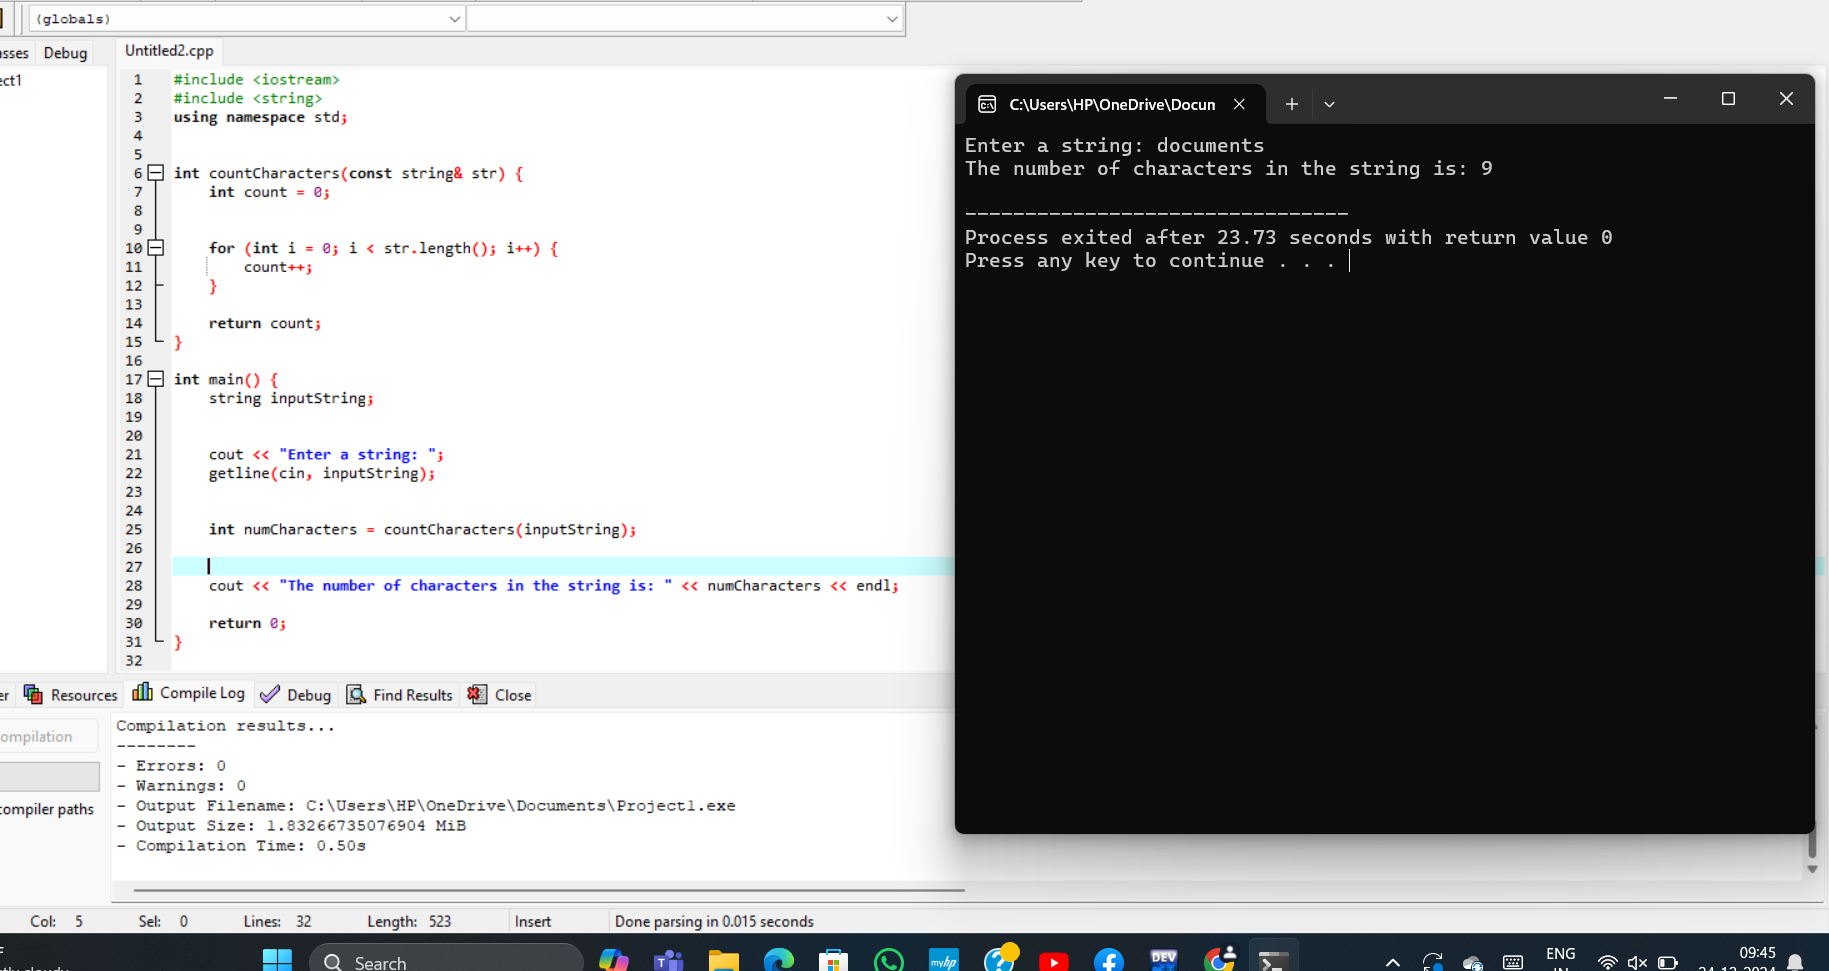 (globals)
Debug
Untitled2.cpp
1 #include <iostream>
2 #include <string>
3 using namespace std;
4
5
6 int countCharacters(const string& str) {
7 int count = 0;
8
9
10 for (int i = 0; i < str.length(); i++) {
11 count++;
12 }
13
14 return count;
15 }
16
17 int main() {
18 string inputString;
19
20
21 cout << "Enter a string: ";
22 getline(cin, inputString);
23
24
25 int numCharacters = countCharacters(inputString);
26
27
28 cout << "The number of characters in the string is: " << numCharacters << endl;
29
30 return 0;
31 }
32
C:\Users\HP\OneDrive\Docun
Enter a string: documents
The number of characters in the string is: 9
--------------------------------
Process exited after 23.73 seconds with return value 0
Press any key to continue . . .
Resources Compile Log Debug Find Results Close
ompilation
compiler paths
Compilation results...
--------
- Errors: 0
- Warnings: 0
- Output Filename: C:\Users\HP\OneDrive\Documents\Project1.exe
- Output Size: 1.83266735076904 MiB
- Compilation Time: 0.50s
Col: 5 Sel: 0 Lines: 32 Length: 523 Insert Done parsing in 0.015 seconds
Search
myhp
DEV
ENG
09:45